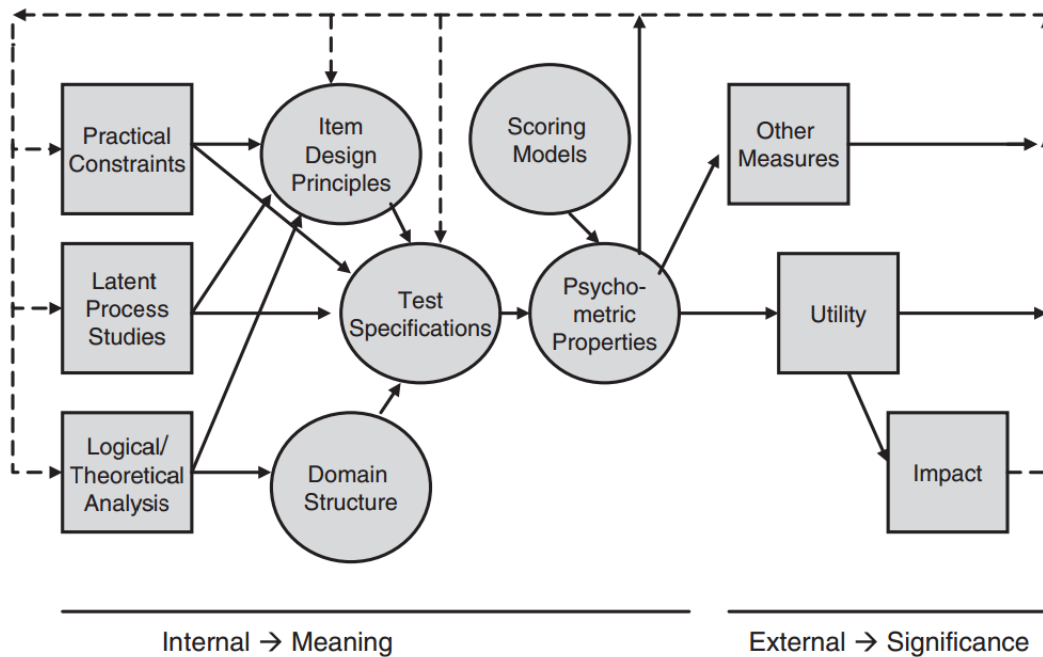 Practical
Constraints
Item
Design
Principles
Scoring
Models
Other
Measures
Latent
Process
Studies
Test
Specifications
Psycho-
metric
Properties
Utility
Logical/
Theoretical
Analysis
Domain
Structure
Impact
Internal → Meaning
External → Significance